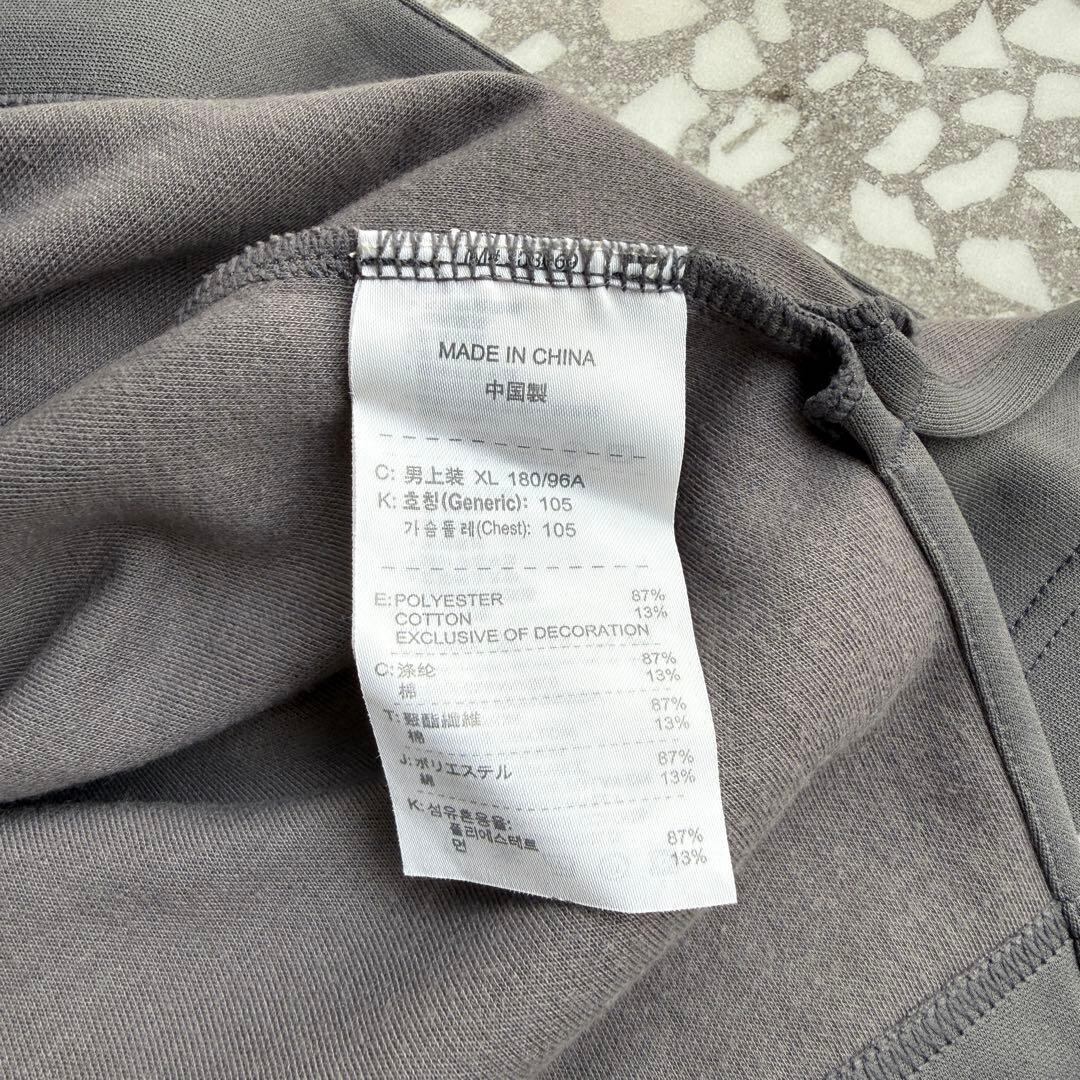 MADE IN CHINA
中国製
C: 男上装 XL 180/96A
K: 호칭(Generic): 105
가슴둘레(Chest): 105
E: POLYESTER 87%
COTTON 13%
EXCLUSIVE OF DECORATION
C: 涤纶 87%
棉 13%
T: 聚酯纖維 87%
棉 13%
J: ポリエステル 87%
綿 13%
K: 섬유혼용율:
폴리에스테르 87%
면 13%